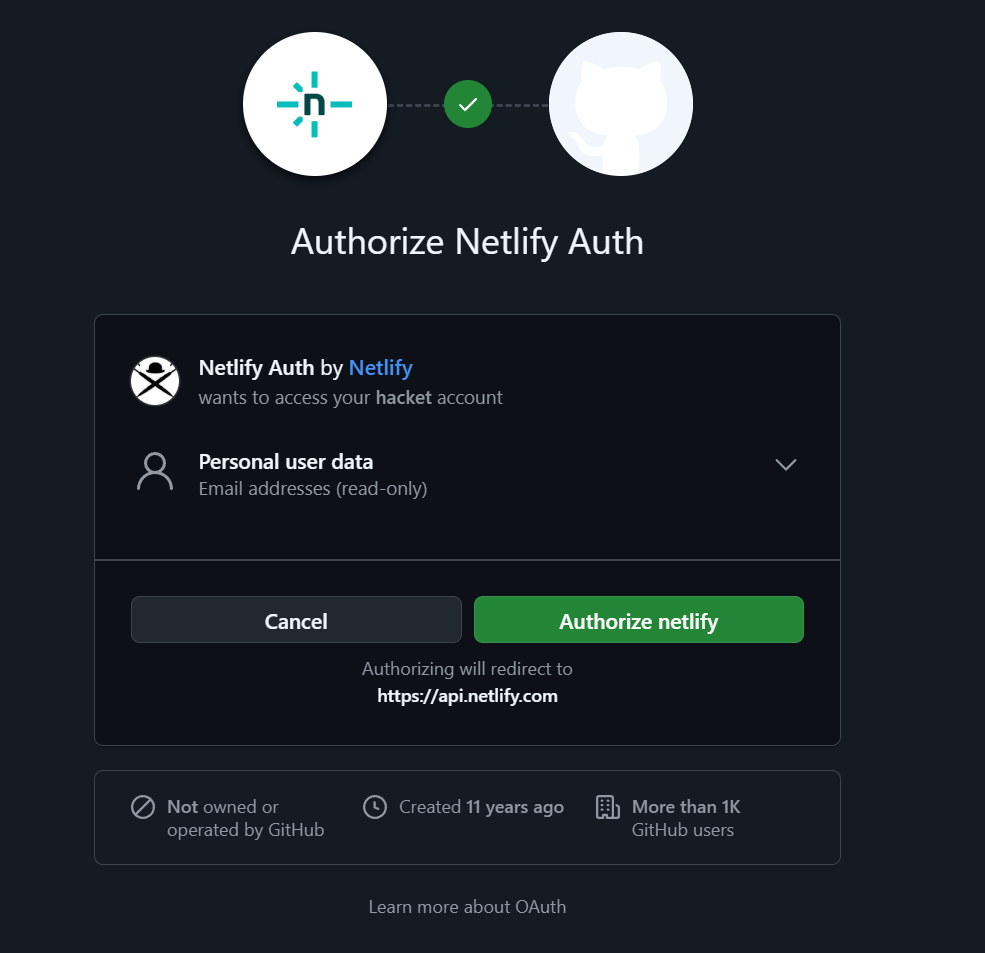 n
Authorize Netlify Auth
Netlify Auth by Netlify
wants to access your hacket account
Personal user data
Email addresses (read-only)
Cancel
Authorize netlify
Authorizing will redirect to
https://api.netlify.com
Not owned or
operated by GitHub
Created 11 years ago
More than 1K
GitHub users
Learn more about OAuth